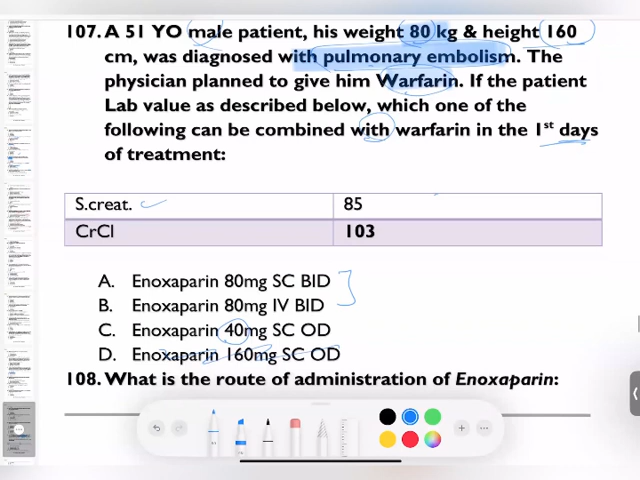 107. A 51 YO male patient, his weight 80 kg & height 160
cm, was diagnosed with pulmonary embolism. The
physician planned to give him Warfarin. If the patient
Lab value as described below, which one of the
following can be combined with warfarin in the 1st days
of treatment:
S.creat. 85
CrCl 103
A. Enoxaparin 80mg SC BID
B. Enoxaparin 80mg IV BID
C. Enoxaparin 40mg SC OD
D. Enoxaparin 160mg SC OD
108. What is the route of administration of Enoxaparin: